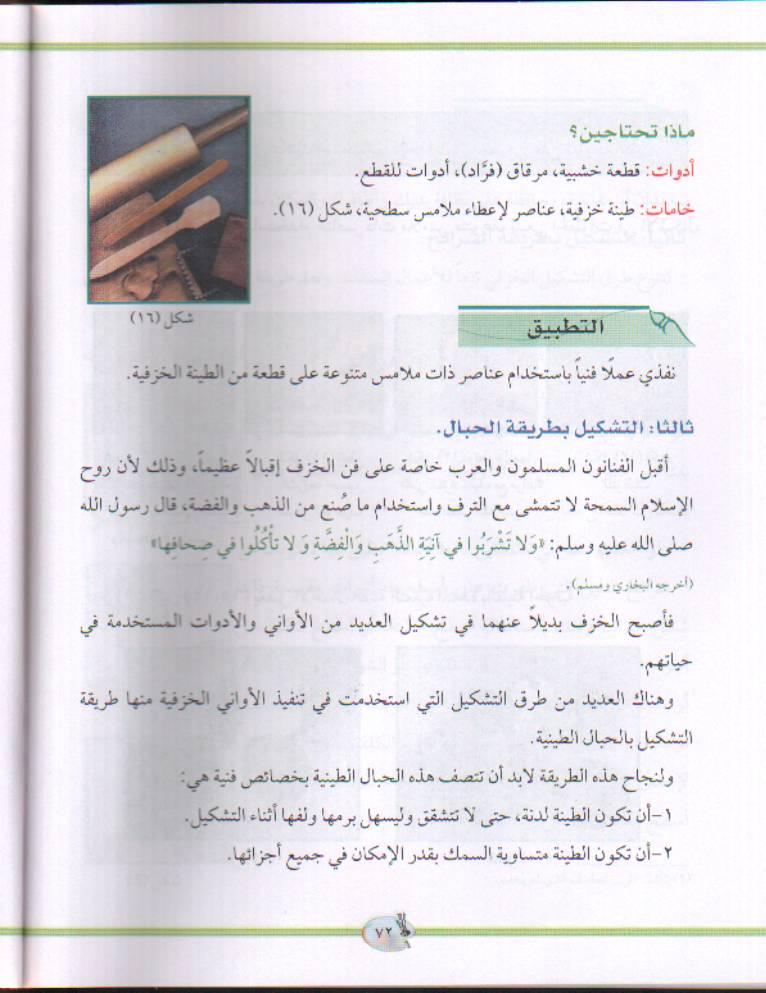 ماذا تحتاجين؟
أدوات: قطعة خشبية، مرقاق (فرَّاد)، أدوات للقطع.
خامات: طينة خزفية، عناصر لإعطاء ملامس سطحية، شكل (١٦).
شكل (١٦)
التطبيق
نفذي عملًا فنياً باستخدام عناصر ذات ملامس متنوعة على قطعة من الطينة الخزفية.
ثالثا: التشكيل بطريقة الحبال.
أقبل الفنانون المسلمون والعرب خاصة على فن الخزف إقبالاً عظيماً، وذلك لأن روح
الإسلام السمحة لا تتمشى مع الترف واستخدام ما صُنع من الذهب والفضة، قال رسول الله
صلى الله عليه وسلم: «وَلا تَشْرَبُوا في آنِيَةِ الذَّهَبِ وَالْفِضَّةِ وَ لا تأْكُلُوا في صِحافِها»
(أخرجه البخاري ومسلم).
فأصبح الخزف بديلاً عنهما في تشكيل العديد من الأواني والأدوات المستخدمة في
حياتهم.
وهناك العديد من طرق التشكيل التي استخدمت في تنفيذ الأواني الخزفية منها طريقة
التشكيل بالحبال الطينية.
ولنجاح هذه الطريقة لابد أن تتصف هذه الحبال الطينية بخصائص فنية هي:
١-أن تكون الطينة لدنة، حتى لا تتشقق وليسهل برمها ولفها أثناء التشكيل.
٢-أن تكون الطينة متساوية السمك بقدر الإمكان في جميع أجزائها.
٧٢